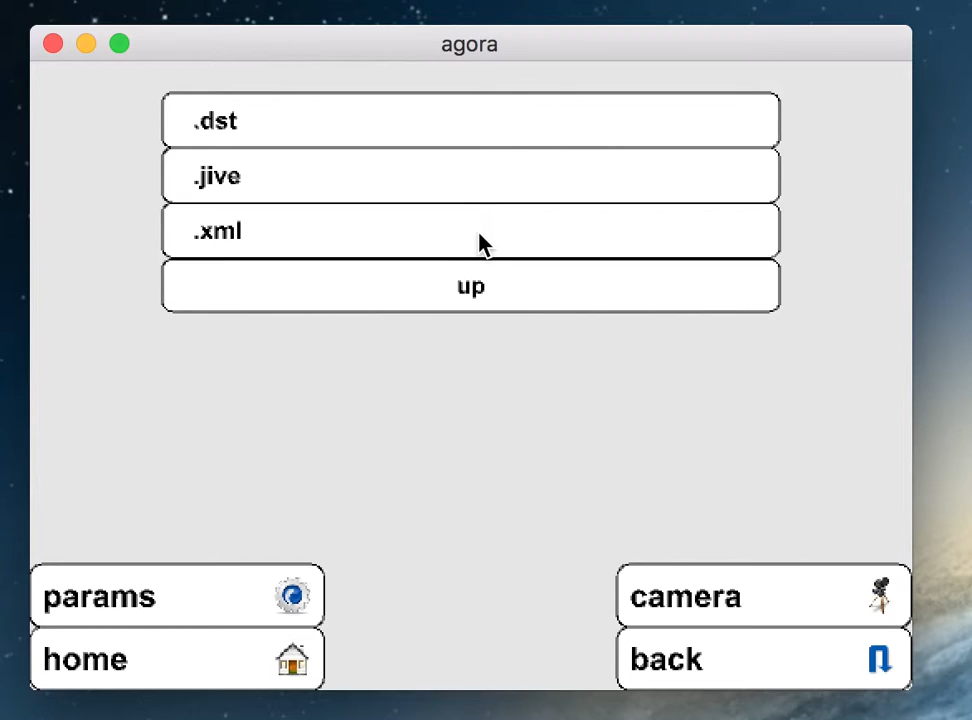 agora
.dst
.jive
.xml
up
params
camera
home
back